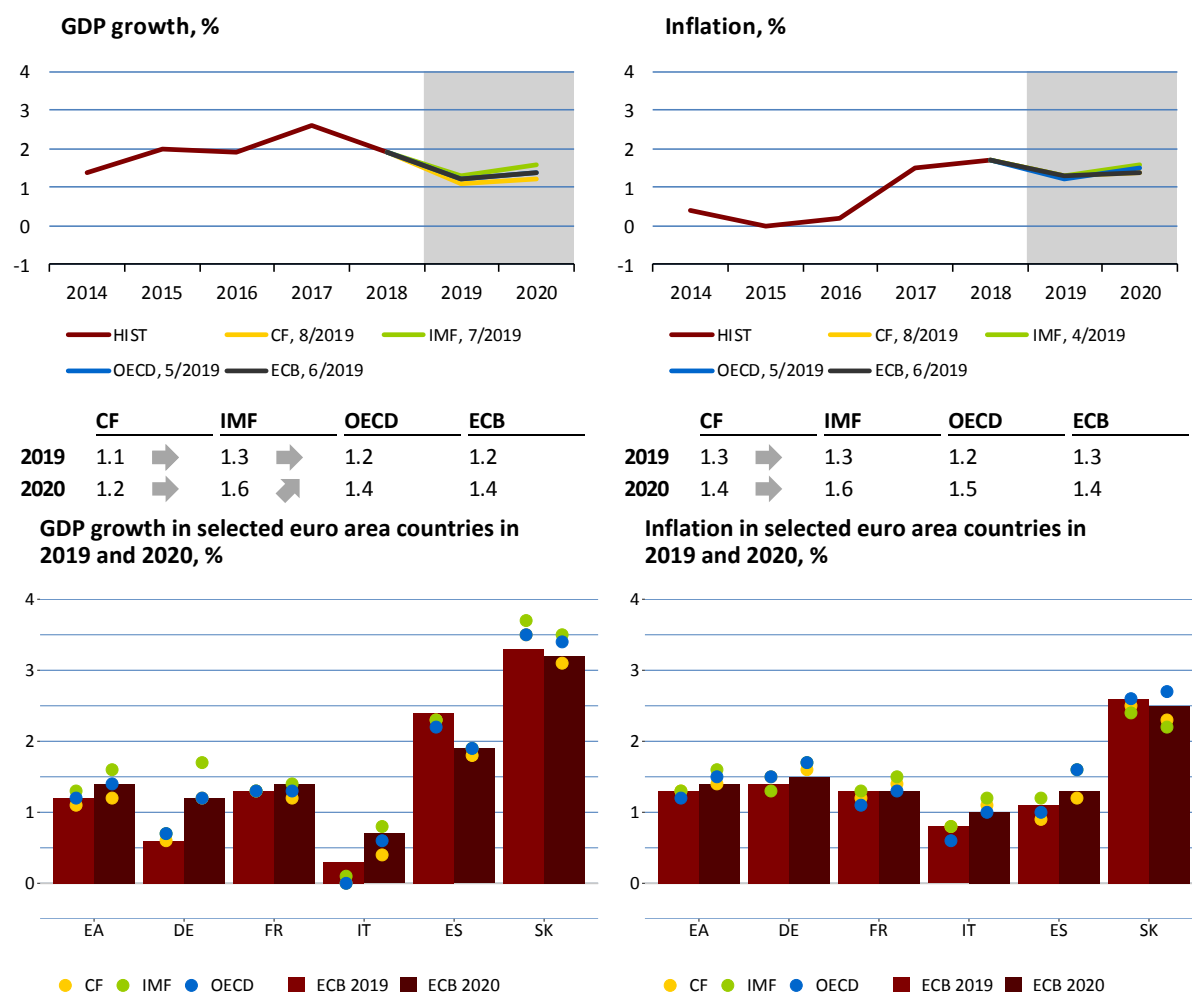 GDP growth, %
4
3
2
1
0
-1
2014 2015 2016 2017 2018 2019 2020
HIST CF, 8/2019 IMF, 7/2019
OECD, 5/2019 ECB, 6/2019
CF IMF OECD ECB
2019 1.1 1.3 1.2 1.2
2020 1.2 1.6 1.4 1.4
Inflation, %
4
3
2
1
0
-1
2014 2015 2016 2017 2018 2019 2020
HIST CF, 8/2019 IMF, 4/2019
OECD, 5/2019 ECB, 6/2019
CF IMF OECD ECB
2019 1.3 1.3 1.2 1.3
2020 1.4 1.6 1.5 1.4
GDP growth in selected euro area countries in
2019 and 2020, %
4
3
2
1
0
EA DE FR IT ES SK
CF IMF OECD ECB 2019 ECB 2020
Inflation in selected euro area countries in
2019 and 2020, %
4
3
2
1
0
EA DE FR IT ES SK
CF IMF OECD ECB 2019 ECB 2020